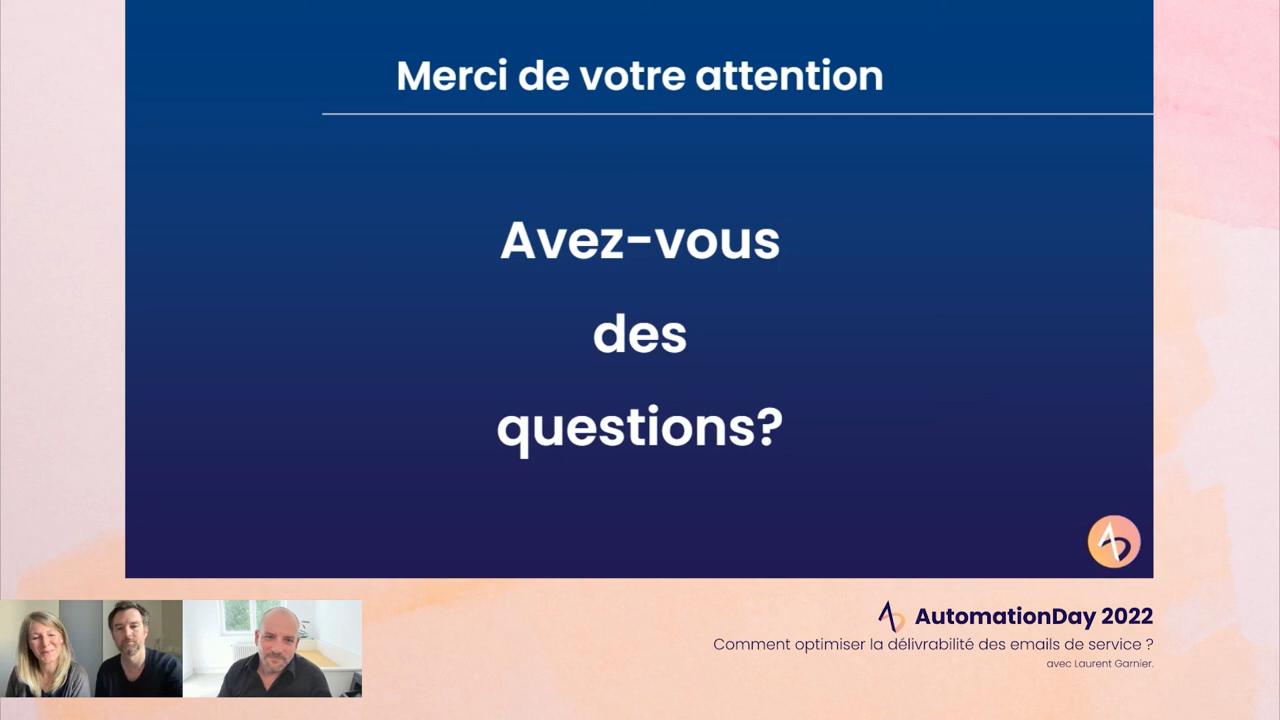 Merci de votre attention
Avez-vous
des
questions?
AutomationDay 2022
Comment optimiser la délivrabilité des emails de service ?
avec Laurent Garnier.